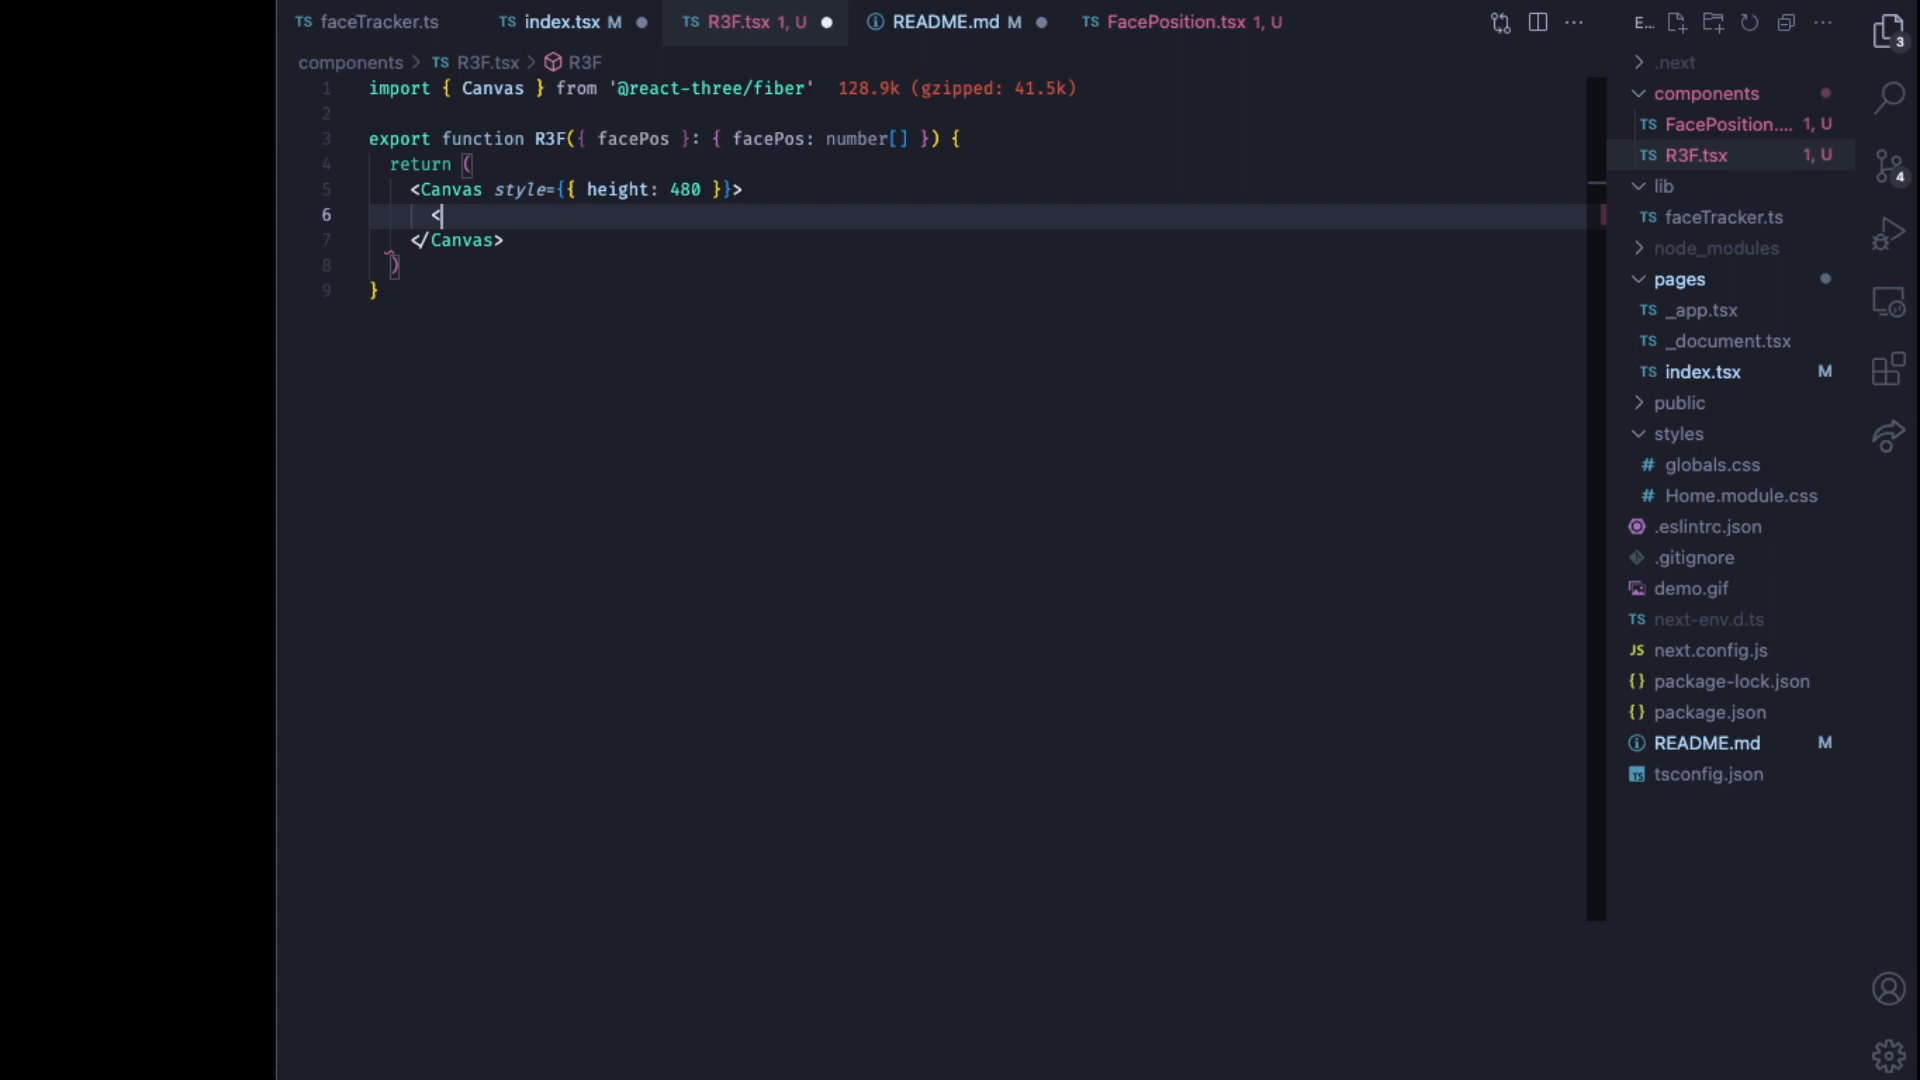 TS faceTracker.ts TS index.tsx M TS R3F.tsx 1, U README.md M TS FacePosition.tsx 1, U
components > TS R3F.tsx > R3F
1 import { Canvas } from '@react-three/fiber' 128.9k (gzipped: 41.5k)
2
3 export function R3F({ facePos }: { facePos: number[] }) {
4 return (
5 <Canvas style={{ height: 480 }}>
6 <
7 </Canvas>
8 )
9 }
E... ···
.next
components
TS FacePosition.... 1, U
TS R3F.tsx 1, U
lib
TS faceTracker.ts
node_modules
pages
TS _app.tsx
TS _document.tsx
TS index.tsx M
public
styles
# globals.css
# Home.module.css
.eslintrc.json
.gitignore
demo.gif
TS next-env.d.ts
JS next.config.js
{} package-lock.json
{} package.json
README.md M
TS tsconfig.json
3
4